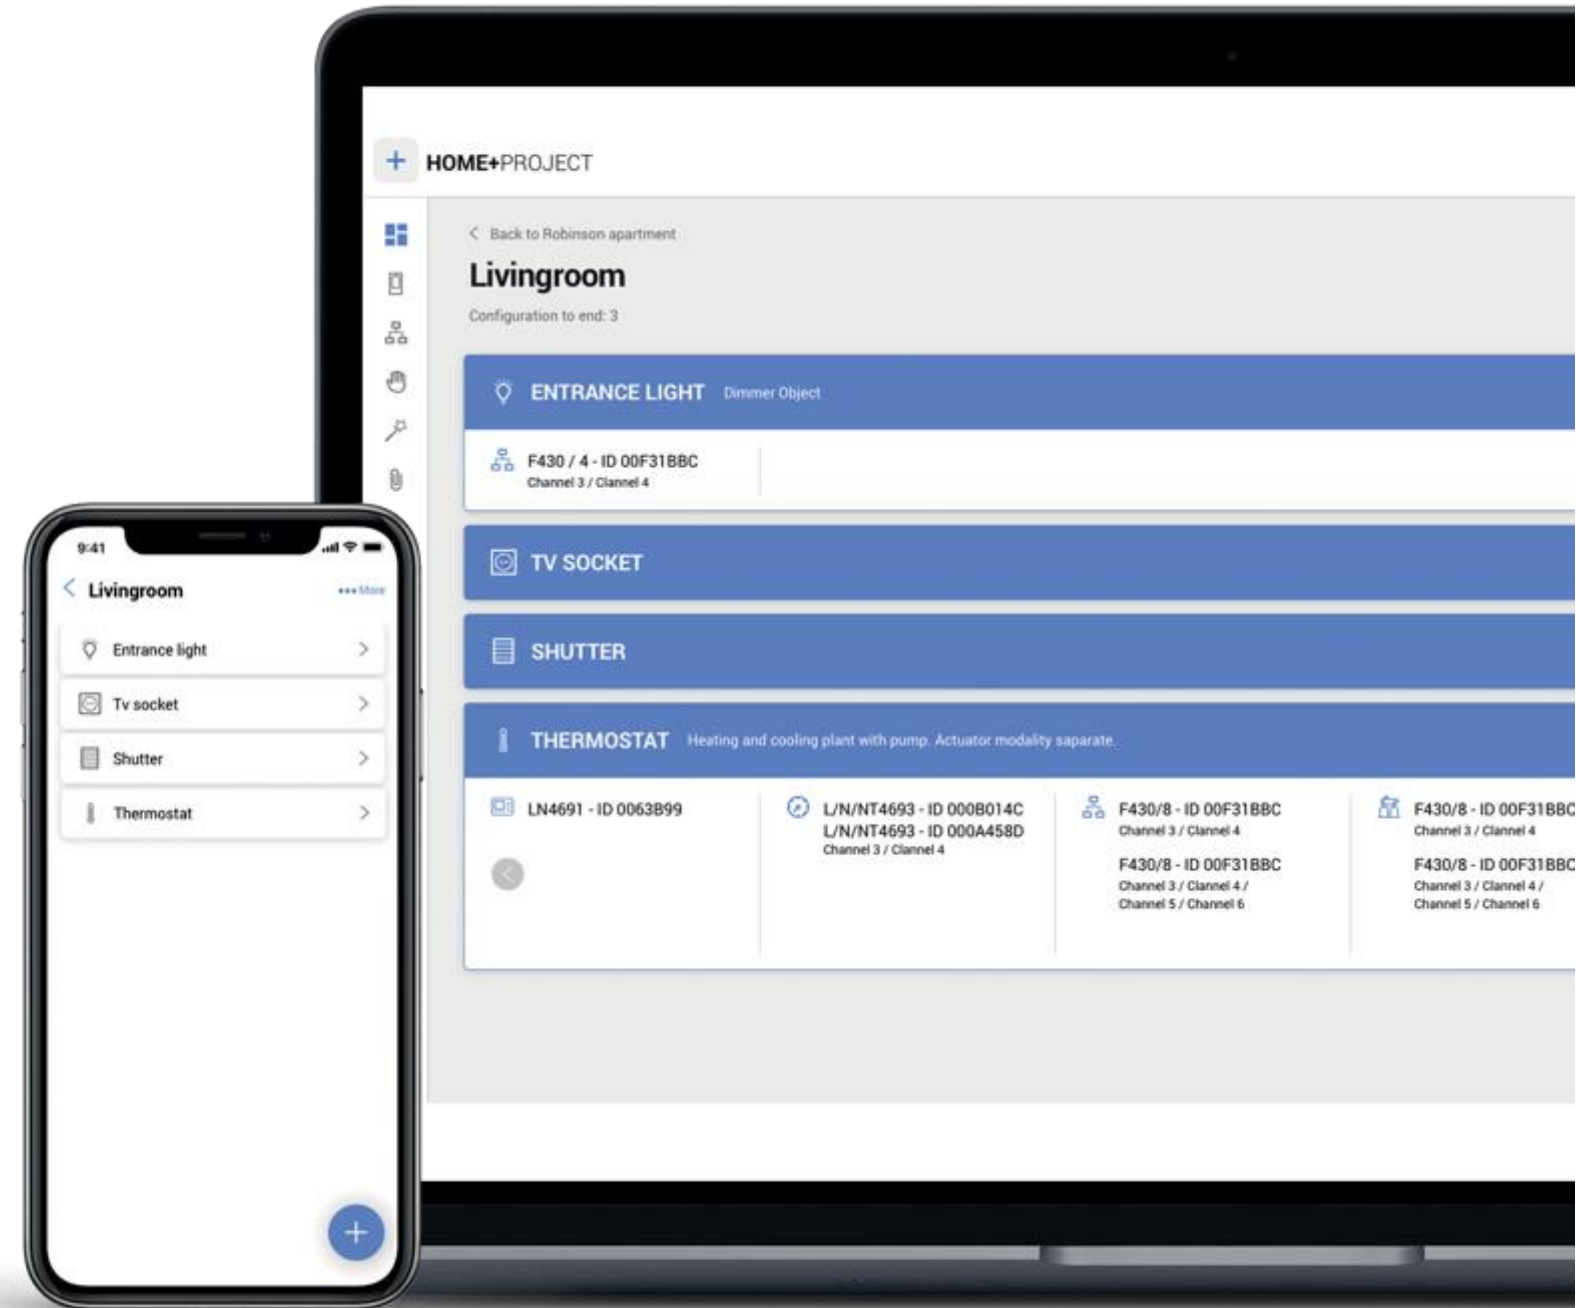 HOME+PROJECT
Back to Robinson apartment
Livingroom
Configuration to end: 3
ENTRANCE LIGHT Dimmer Object
F430 / 4 - ID 00F31BBC
Channel 3 / Clannel 4
TV SOCKET
SHUTTER
THERMOSTAT Heating and cooling plant with pump. Actuator modality saparate.
LN4691 - ID 0063B99
L/N/NT4693 - ID 000B014C
L/N/NT4693 - ID 000A458D
Channel 3 / Clannel 4
F430/8 - ID 00F31BBC
Channel 3 / Clannel 4
F430/8 - ID 00F31BBC
Channel 3 / Clannel 4 /
Channel 5 / Channel 6
F430/8 - ID 00F31BBC
Channel 3 / Clannel 4
F430/8 - ID 00F31BBC
Channel 3 / Clannel 4 /
Channel 5 / Channel 6
9:41
Livingroom
More
Entrance light
Tv socket
Shutter
Thermostat